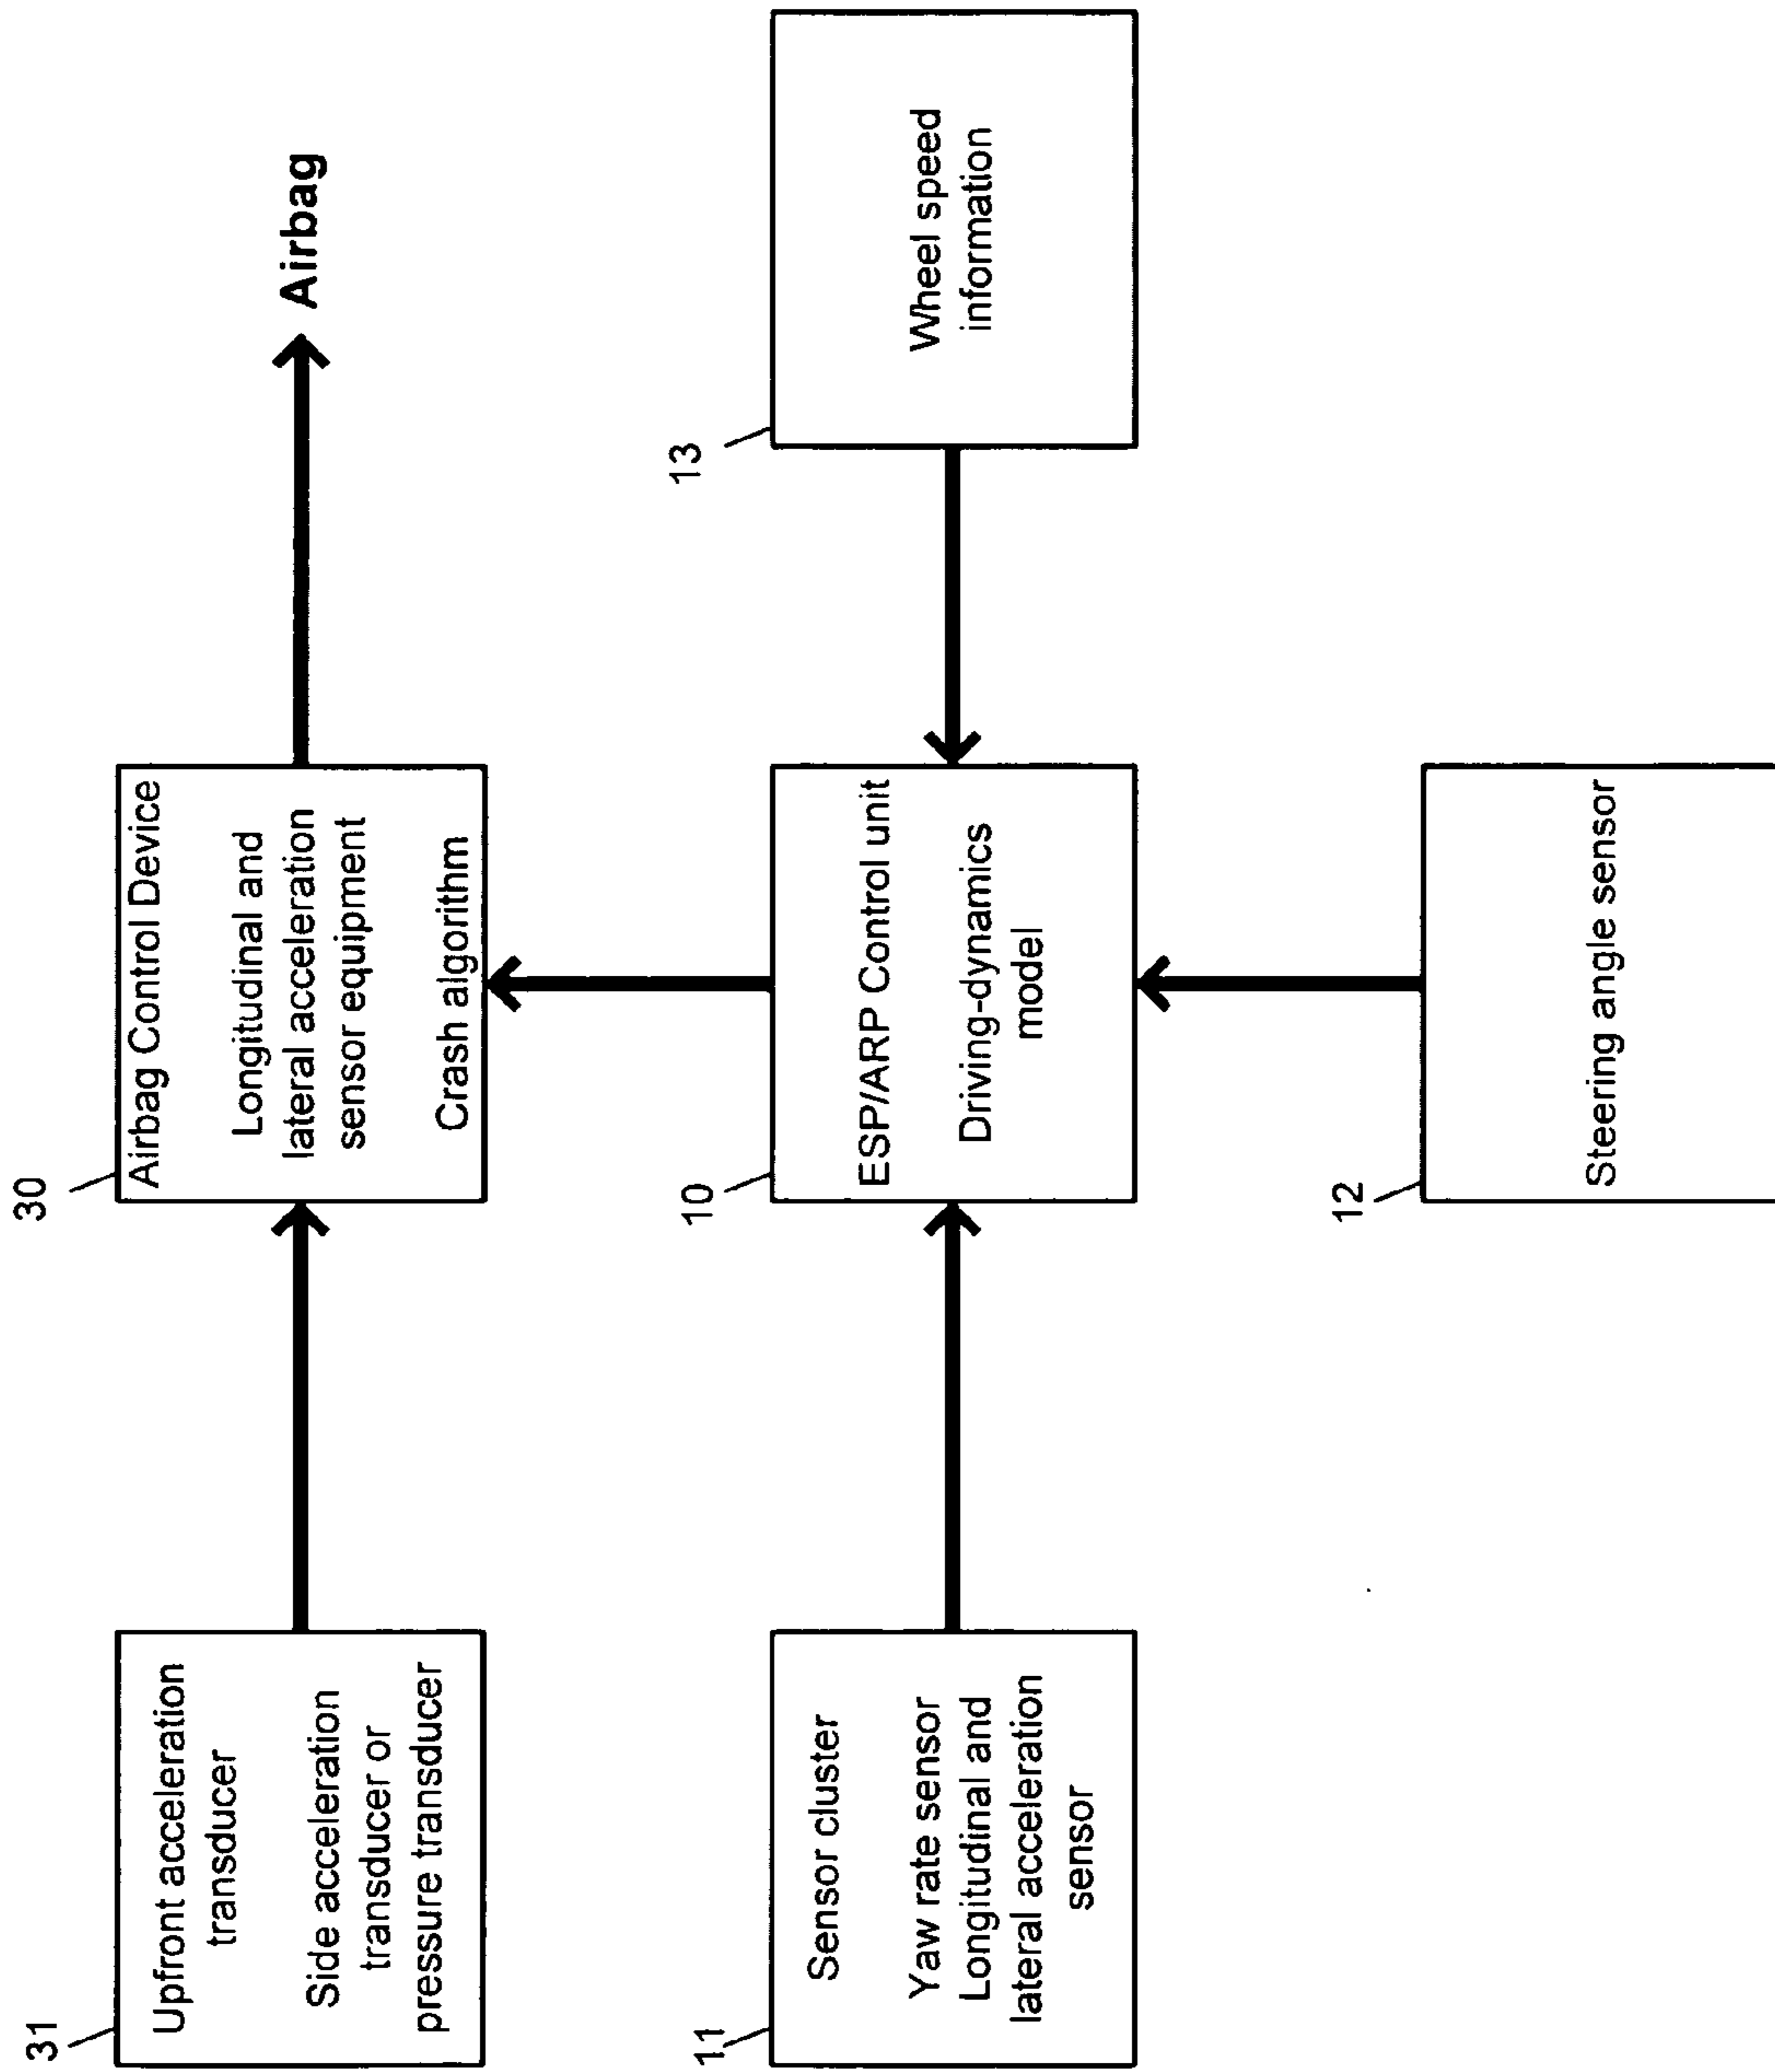 31
Upfront acceleration
transducer
Side acceleration
transducer or
pressure transducer
30
Airbag Control Device
Longitudinal and
lateral acceleration
sensor equipment
Crash algorithm
Airbag
11
Sensor cluster
Yaw rate sensor
Longitudinal and
lateral acceleration
sensor
10
ESP/ARP Control unit
Driving-dynamics
model
13
Wheel speed
information
12
Steering angle sensor